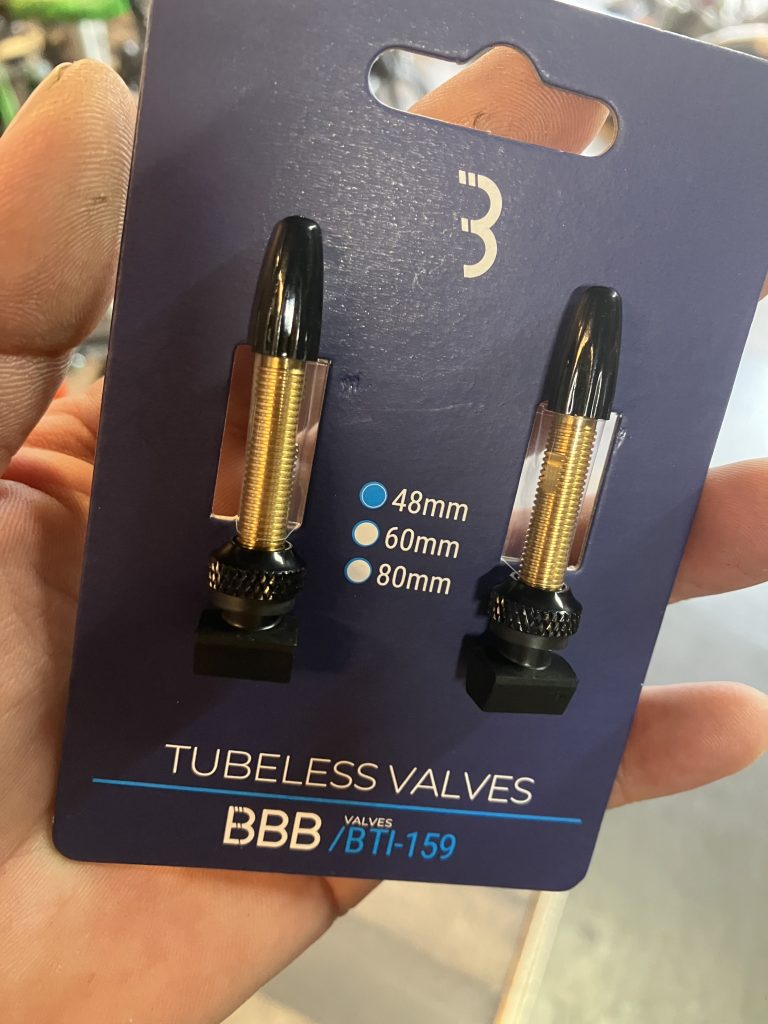 48mm
60mm
80mm
TUBELESS VALVES
BBB VALVES
/BTI-159